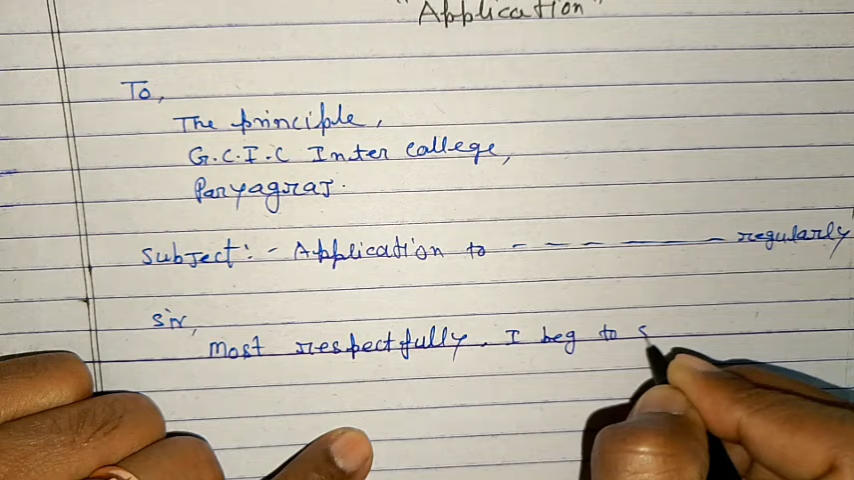 "Application"
To,
The principle,
G.C.I.C Inter college,
Paryagraj.
Subject:- Application to - - - — — regularly
Sir,
Most respectfully, I beg to s